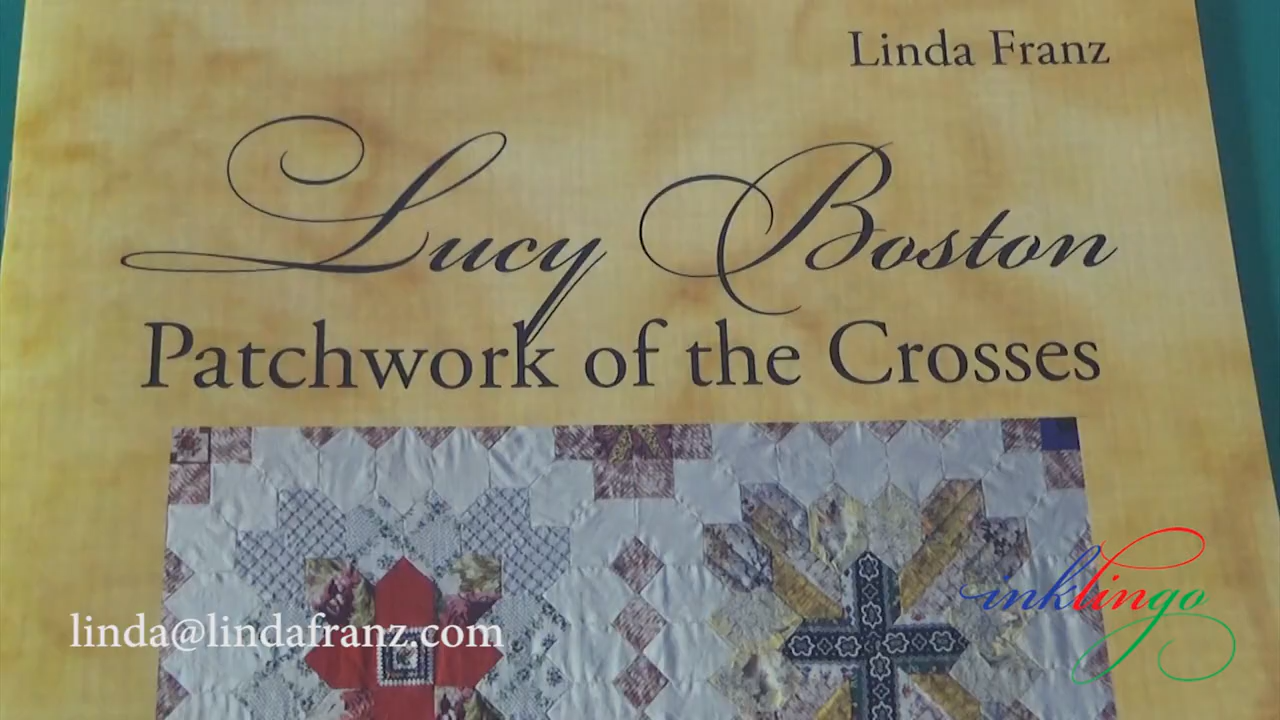 Linda Franz
Lucy Boston
Patchwork of the Crosses
linda@lindafranz.com
inklingo